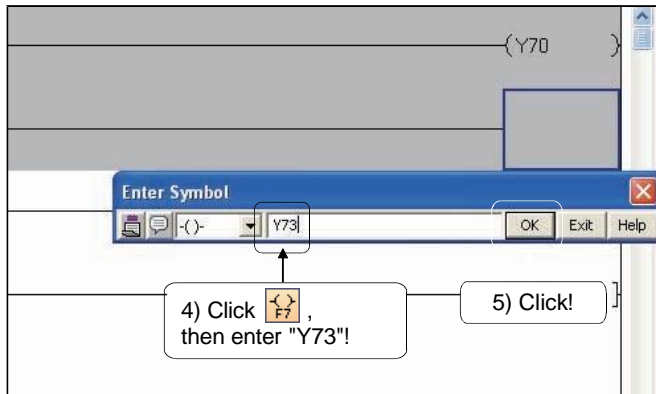 (Y70 )
Enter Symbol
-( )- Y73 OK Exit Help
4) Click F7 ,
then enter "Y73"!
5) Click!